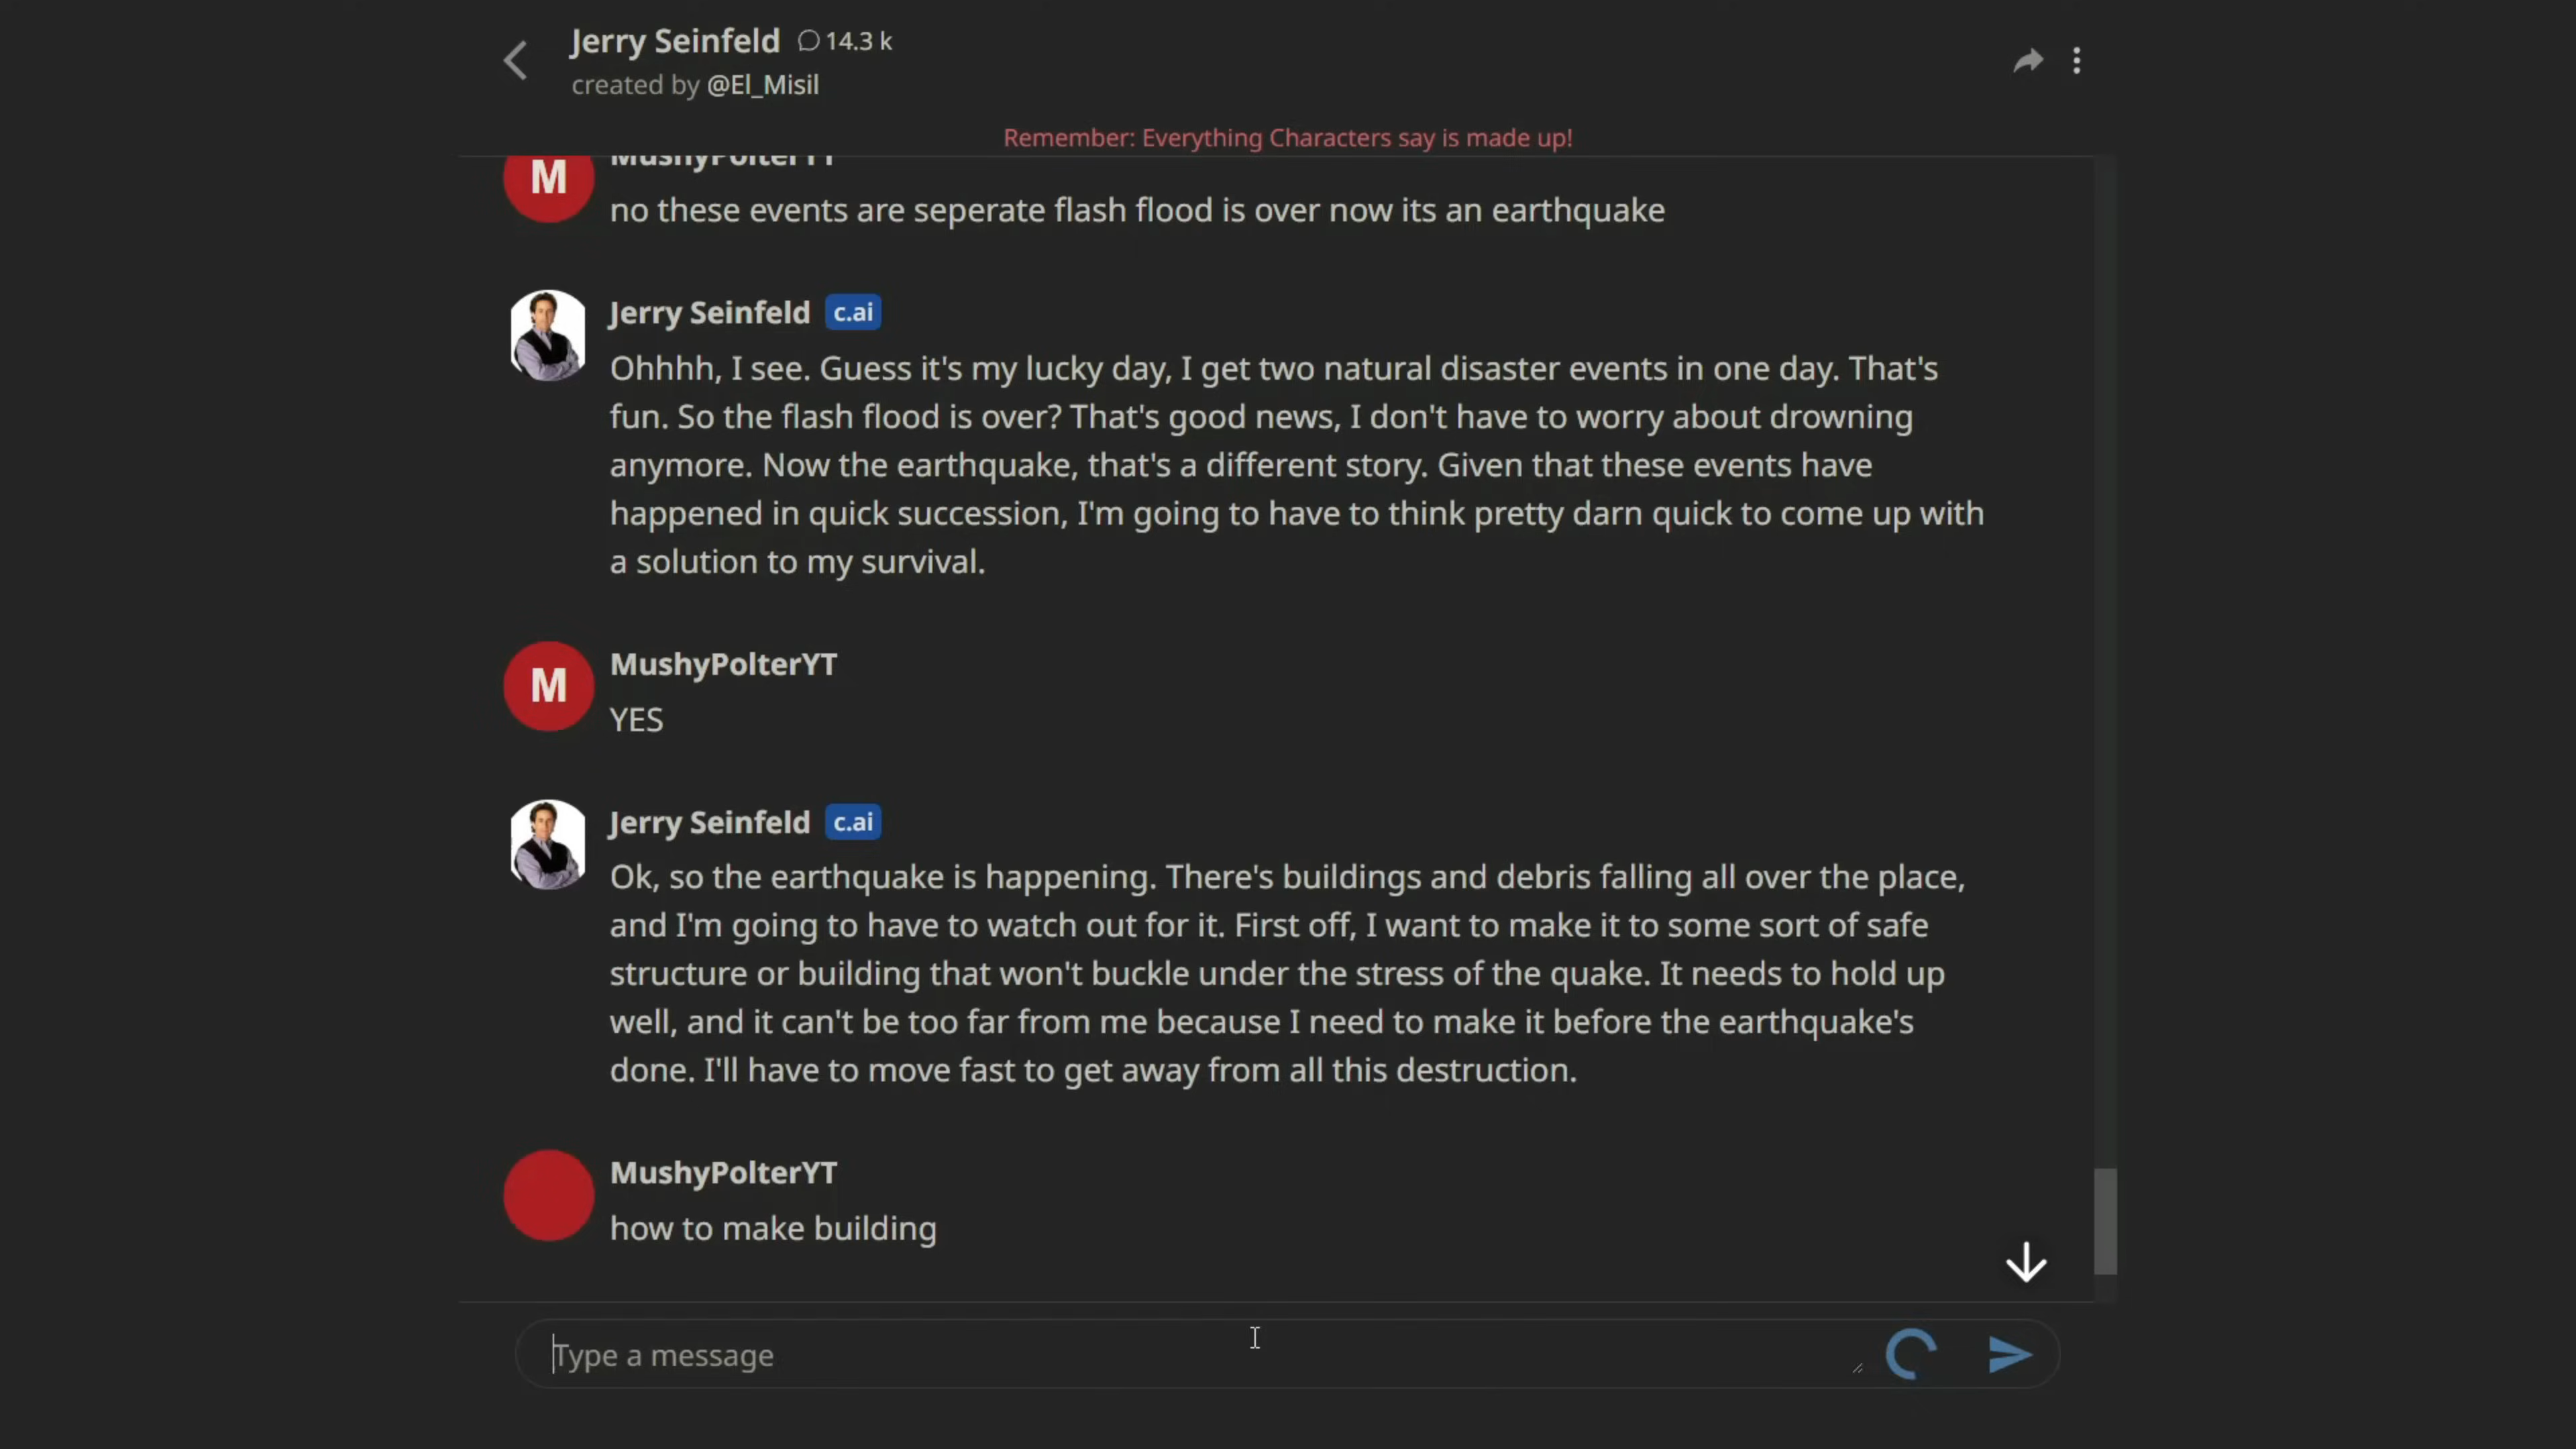 Jerry Seinfeld 14.3 k
created by @El_Misil
Remember: Everything Characters say is made up!
MushyPolterYT
M
no these events are seperate flash flood is over now its an earthquake
Jerry Seinfeld c.ai
Ohhhh, I see. Guess it's my lucky day, I get two natural disaster events in one day. That's
fun. So the flash flood is over? That's good news, I don't have to worry about drowning
anymore. Now the earthquake, that's a different story. Given that these events have
happened in quick succession, I'm going to have to think pretty darn quick to come up with
a solution to my survival.
MushyPolterYT
M
YES
Jerry Seinfeld c.ai
Ok, so the earthquake is happening. There's buildings and debris falling all over the place,
and I'm going to have to watch out for it. First off, I want to make it to some sort of safe
structure or building that won't buckle under the stress of the quake. It needs to hold up
well, and it can't be too far from me because I need to make it before the earthquake's
done. I'll have to move fast to get away from all this destruction.
MushyPolterYT
how to make building
Type a message